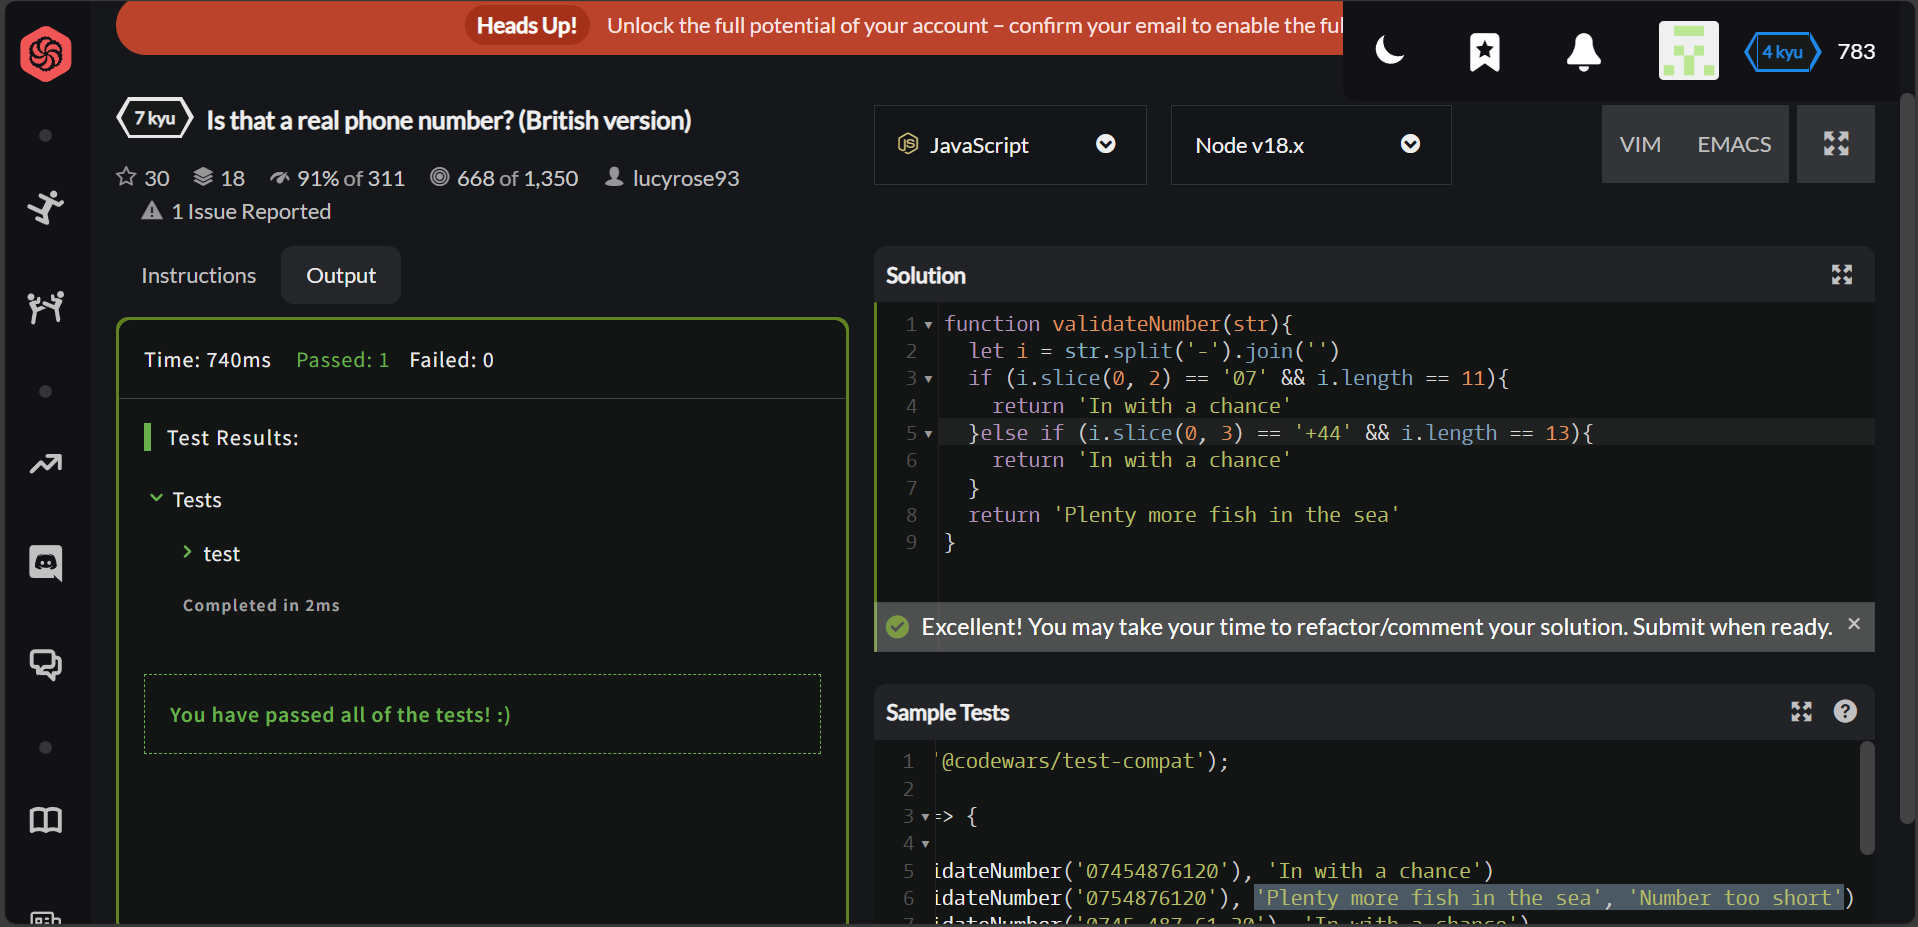 Heads Up! Unlock the full potential of your account – confirm your email to enable the ful
4 kyu 783
7 kyu Is that a real phone number? (British version)
30 18 91% of 311 668 of 1,350 lucyrose93
1 Issue Reported
JavaScript
Node v18.x
VIM EMACS
Instructions Output
Time: 740ms Passed: 1 Failed: 0
Test Results:
Tests
test
Completed in 2ms
You have passed all of the tests! :)
Solution
1 function validateNumber(str){
2 let i = str.split('-').join('')
3 if (i.slice(0, 2) == '07' && i.length == 11){
4 return 'In with a chance'
5 }else if (i.slice(0, 3) == '+44' && i.length == 13){
6 return 'In with a chance'
7 }
8 return 'Plenty more fish in the sea'
9 }
Excellent! You may take your time to refactor/comment your solution. Submit when ready.
Sample Tests
1 '@codewars/test-compat');
2
3 => {
4
5 idateNumber('07454876120'), 'In with a chance')
6 idateNumber('0754876120'), 'Plenty more fish in the sea', 'Number too short')
7 idateNumber('0745-487-61-20'), 'In with a chance')